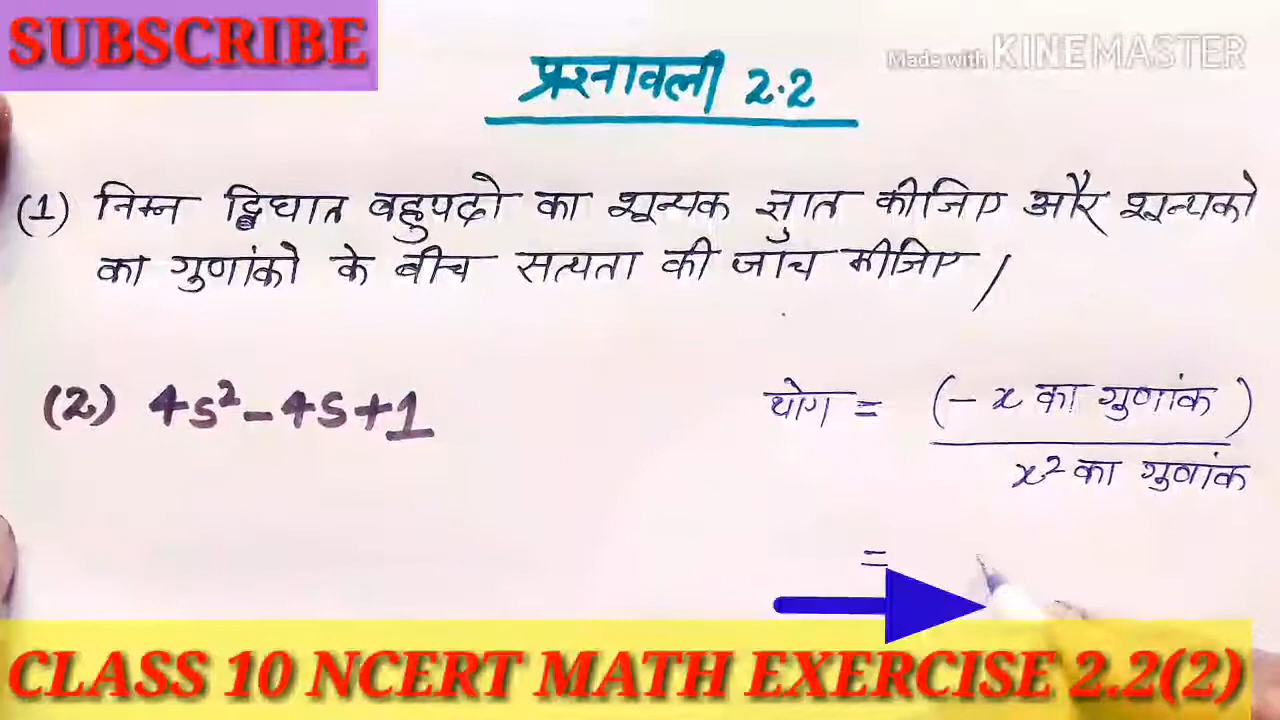 SUBSCRIBE
Made with KINEMASTER
प्रश्नावली 2.2
(1) निम्न द्विघात बहुपदो का शून्यक ज्ञात कीजिए और शून्यको
का गुणांको के बीच सत्यता की जाँच कीजिए /
(2) 4s² - 4s + 1
योग = (- x का गुणांक )
x² का गुणांक
=
CLASS 10 NCERT MATH EXERCISE 2.2(2)